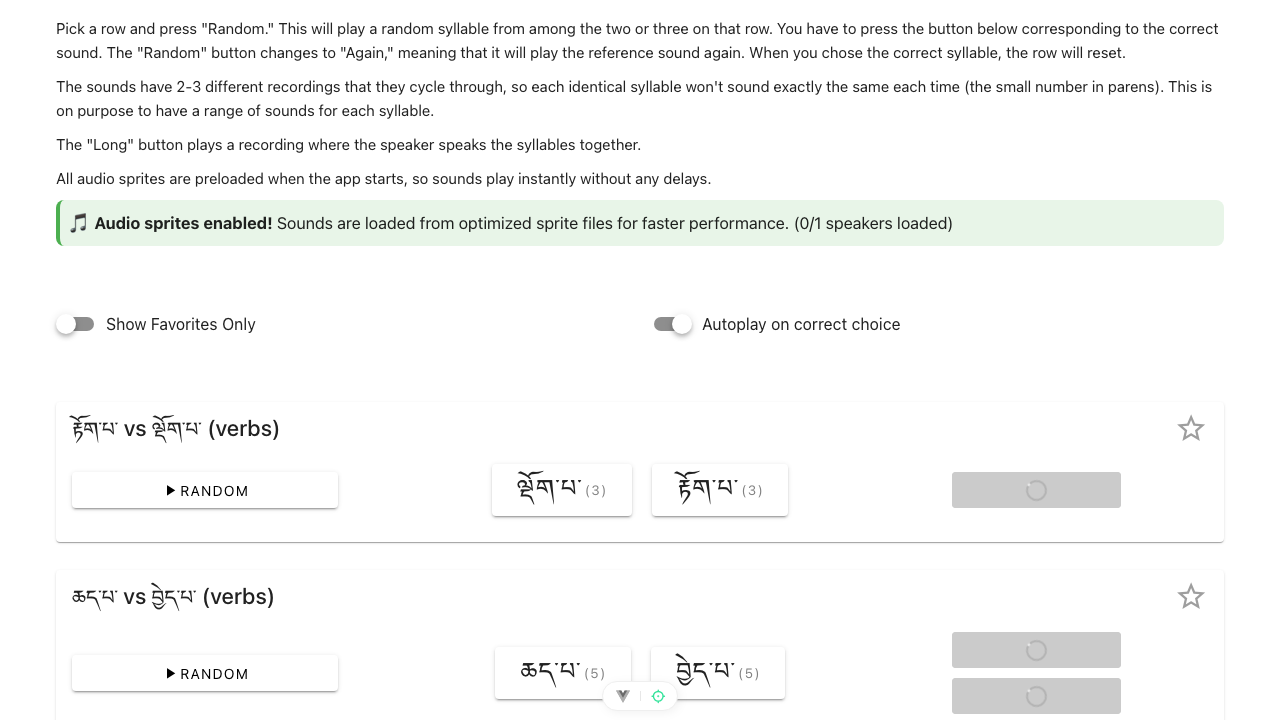 Pick a row and press "Random." This will play a random syllable from among the two or three on that row. You have to press the button below corresponding to the correct
sound. The "Random" button changes to "Again," meaning that it will play the reference sound again. When you chose the correct syllable, the row will reset.
The sounds have 2-3 different recordings that they cycle through, so each identical syllable won't sound exactly the same each time (the small number in parens). This is
on purpose to have a range of sounds for each syllable.
The "Long" button plays a recording where the speaker speaks the syllables together.
All audio sprites are preloaded when the app starts, so sounds play instantly without any delays.
🎵 Audio sprites enabled! Sounds are loaded from optimized sprite files for faster performance. (0/1 speakers loaded)
Show Favorites Only
Autoplay on correct choice
རྟོག་པ་ vs ལྡོག་པ་ (verbs)
RANDOM
ལྡོག་པ་ (3)
རྟོག་པ་ (3)
ཆད་པ་ vs བྱེད་པ་ (verbs)
RANDOM
ཆད་པ་ (5)
བྱེད་པ་ (5)